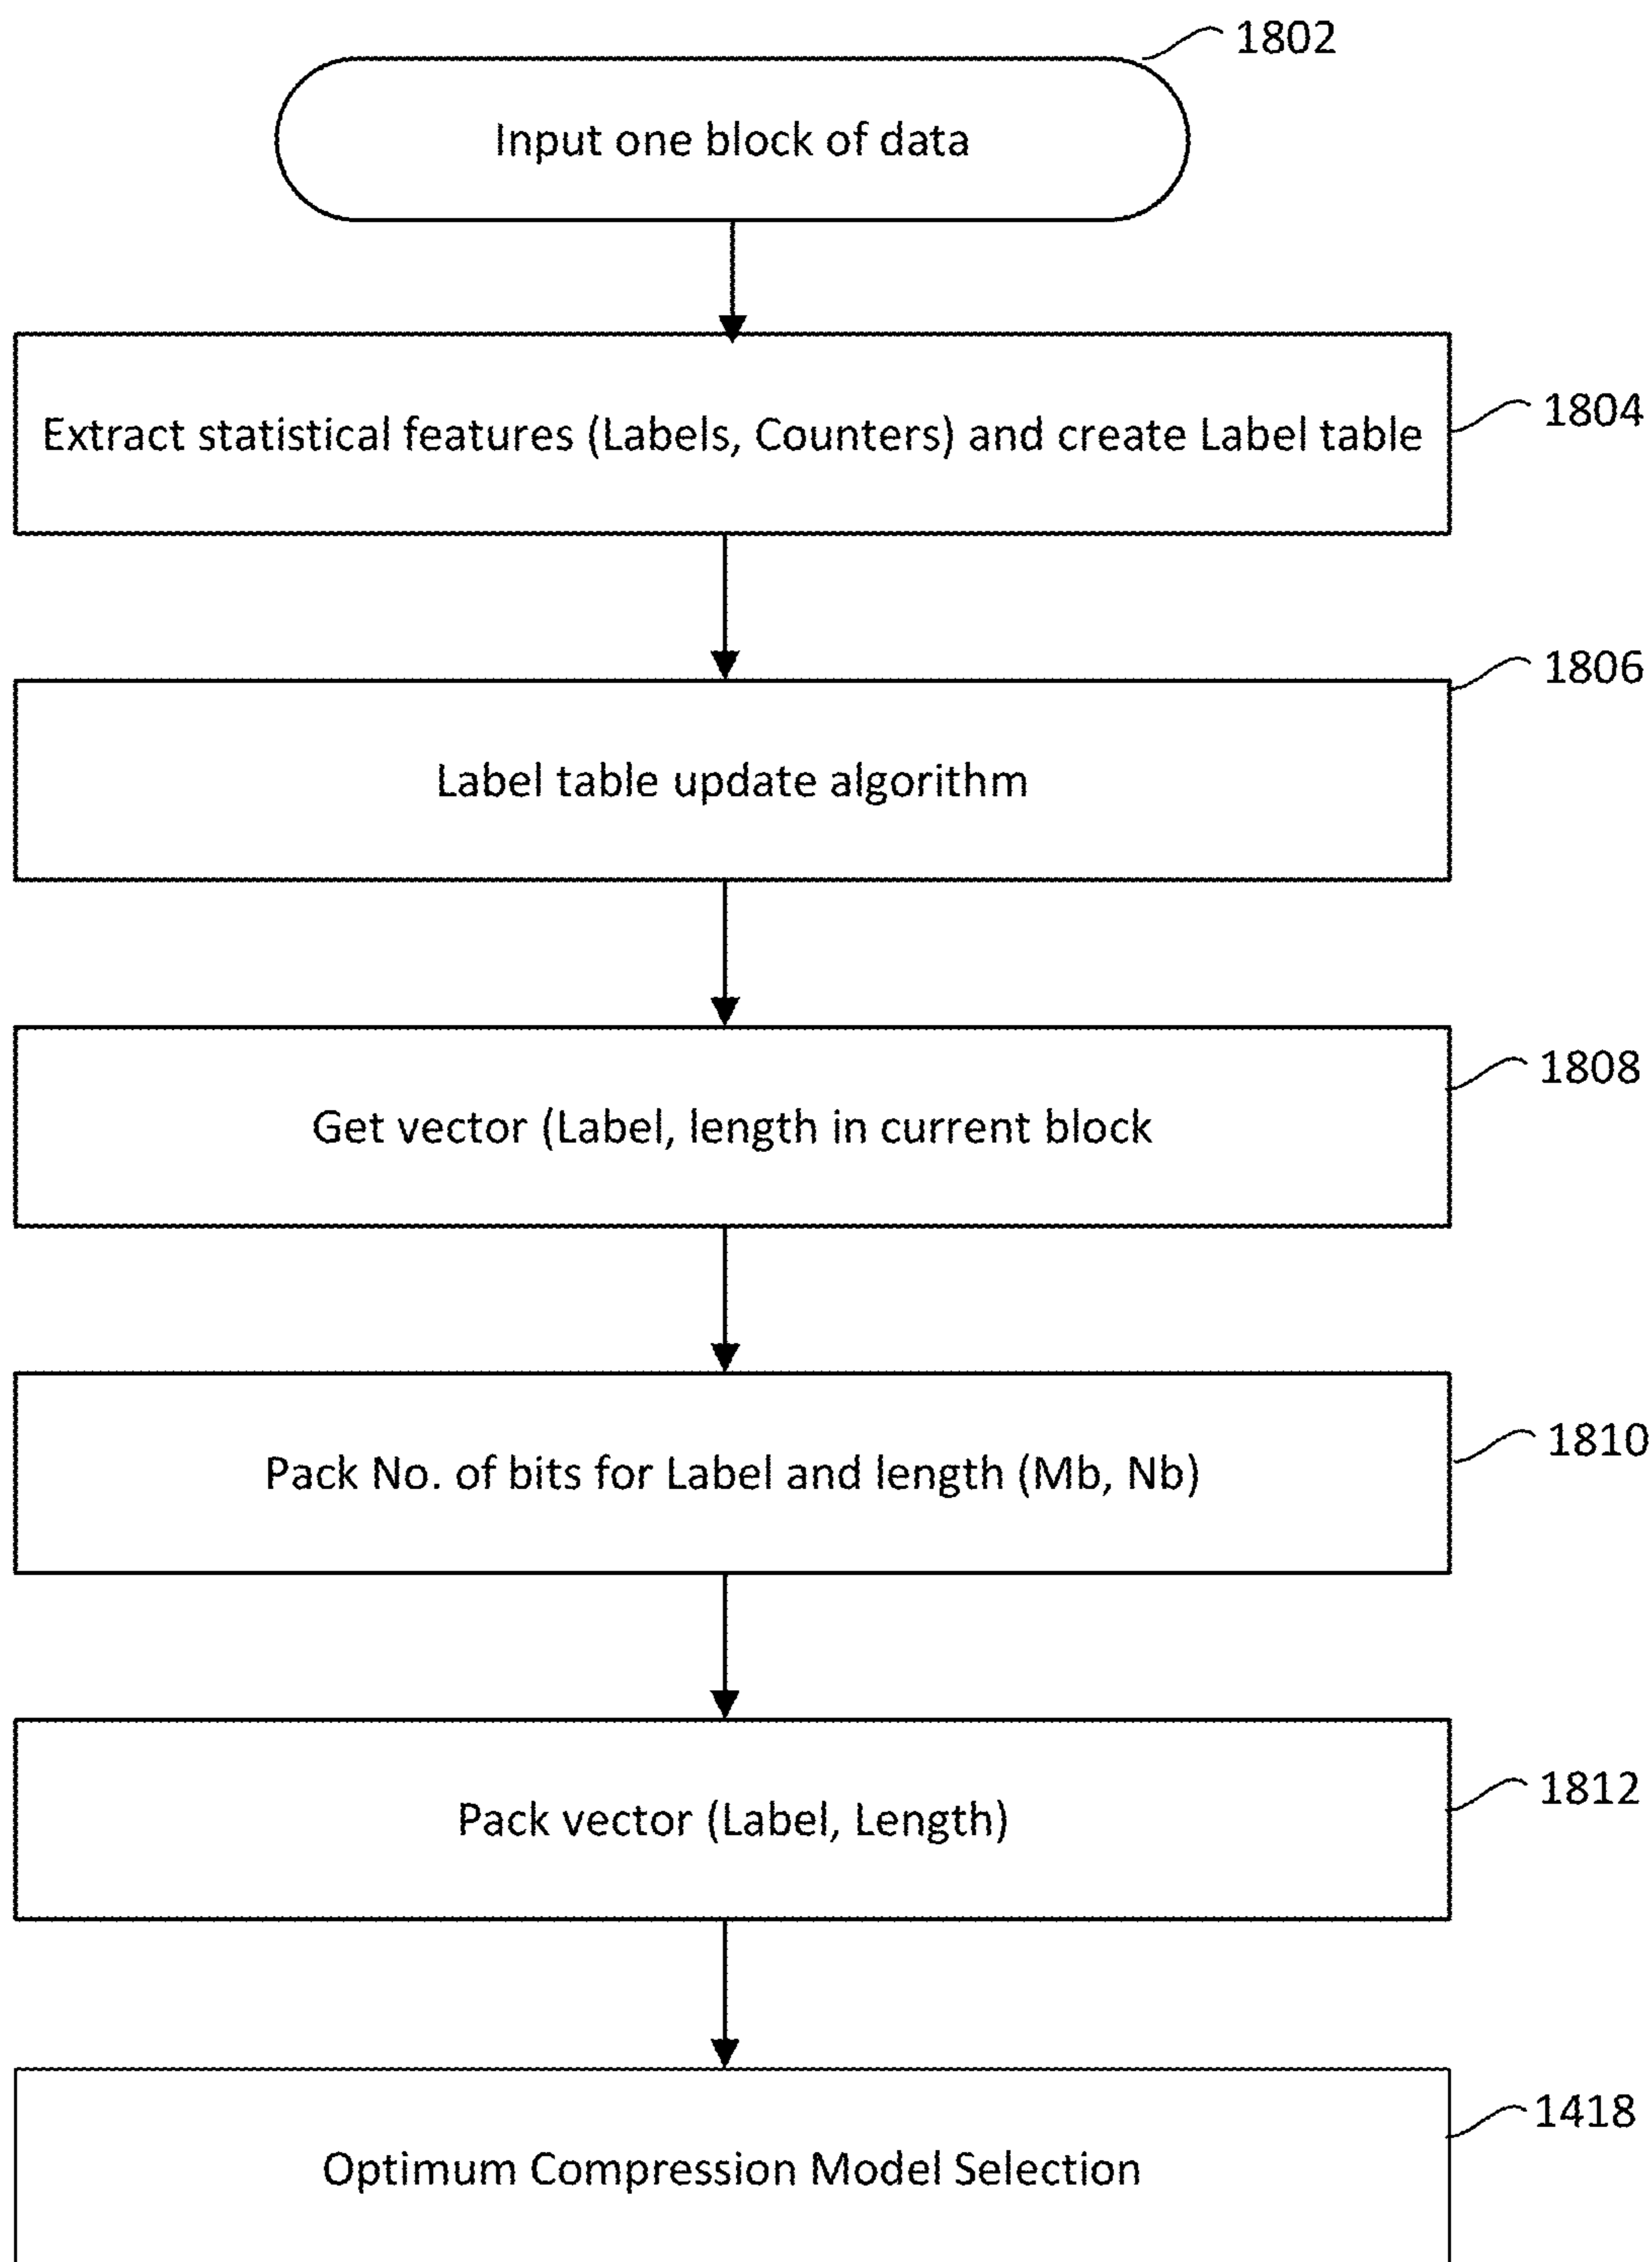 1802
Input one block of data
1804
Extract statistical features (Labels, Counters) and create Label table
1806
Label table update algorithm
1808
Get vector (Label, length in current block
1810
Pack No. of bits for Label and length (Mb, Nb)
1812
Pack vector (Label, Length)
1418
Optimum Compression Model Selection